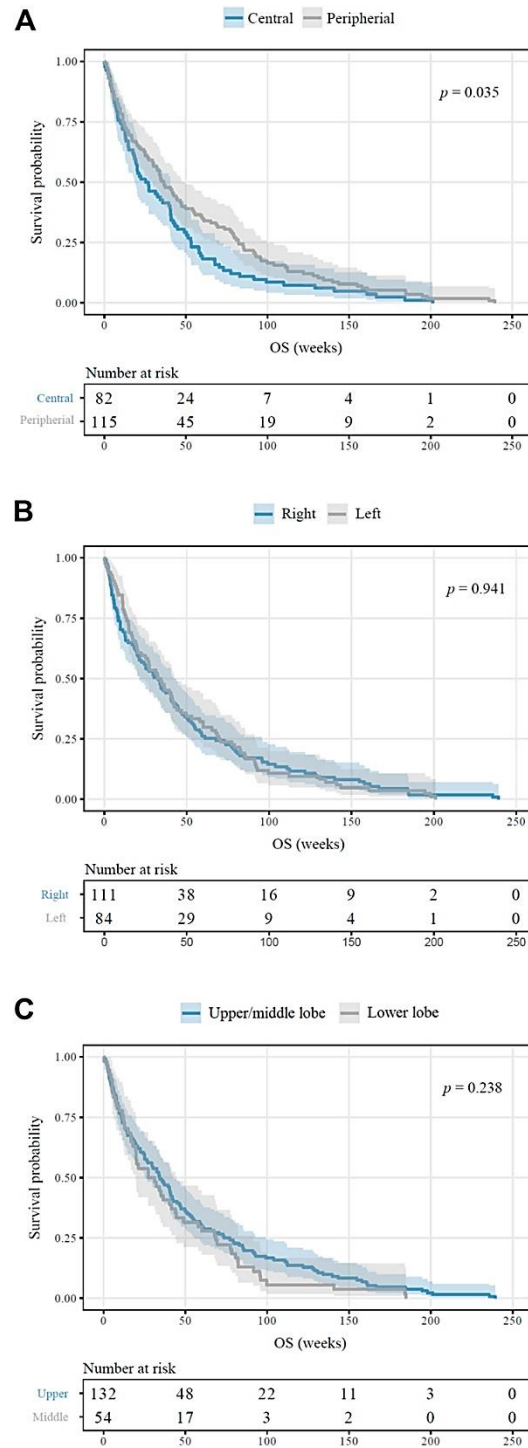 A
Central Peripherial
1.00
0.75
0.50
0.25
0.00
Survival probability
p = 0.035
0 50 100 150 200 250
OS (weeks)
Number at risk
Central 82 24 7 4 1 0
Peripherial 115 45 19 9 2 0
0 50 100 150 200 250
B
Right Left
1.00
0.75
0.50
0.25
0.00
Survival probability
p = 0.941
0 50 100 150 200 250
OS (weeks)
Number at risk
Right 111 38 16 9 2 0
Left 84 29 9 4 1 0
0 50 100 150 200 250
C
Upper/middle lobe Lower lobe
1.00
0.75
0.50
0.25
0.00
Survival probability
p = 0.238
0 50 100 150 200 250
OS (weeks)
Number at risk
Upper 132 48 22 11 3 0
Middle 54 17 3 2 0 0
0 50 100 150 200 250